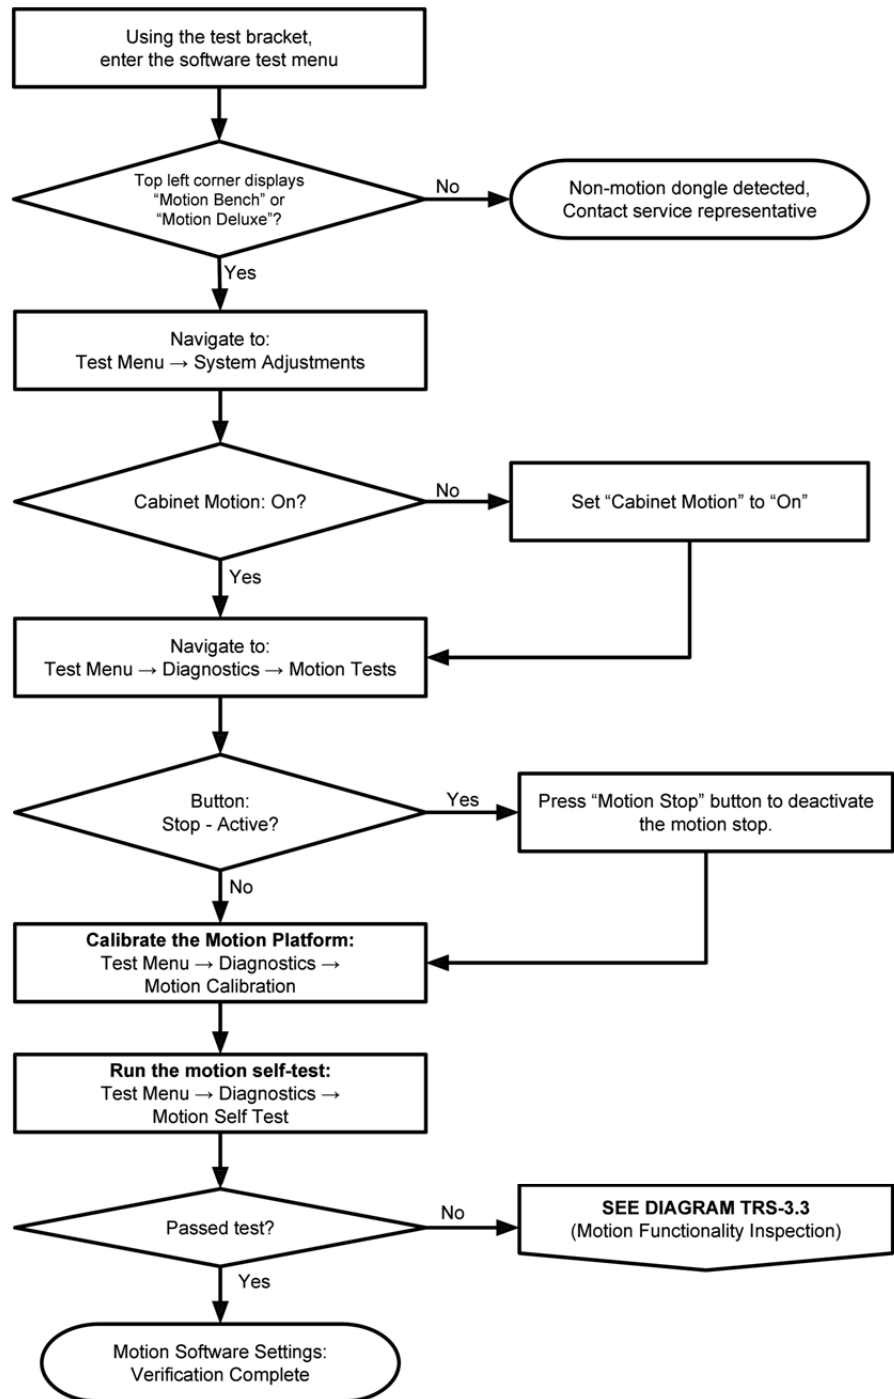 Using the test bracket,
enter the software test menu
Top left corner displays
“Motion Bench” or
“Motion Deluxe”?
No
Non-motion dongle detected,
Contact service representative
Yes
Navigate to:
Test Menu → System Adjustments
Cabinet Motion: On?
No
Set “Cabinet Motion” to “On”
Yes
Navigate to:
Test Menu → Diagnostics → Motion Tests
Button:
Stop - Active?
Yes
Press “Motion Stop” button to deactivate
the motion stop.
No
Calibrate the Motion Platform:
Test Menu → Diagnostics →
Motion Calibration
Run the motion self-test:
Test Menu → Diagnostics →
Motion Self Test
Passed test?
No
SEE DIAGRAM TRS-3.3
(Motion Functionality Inspection)
Yes
Motion Software Settings:
Verification Complete